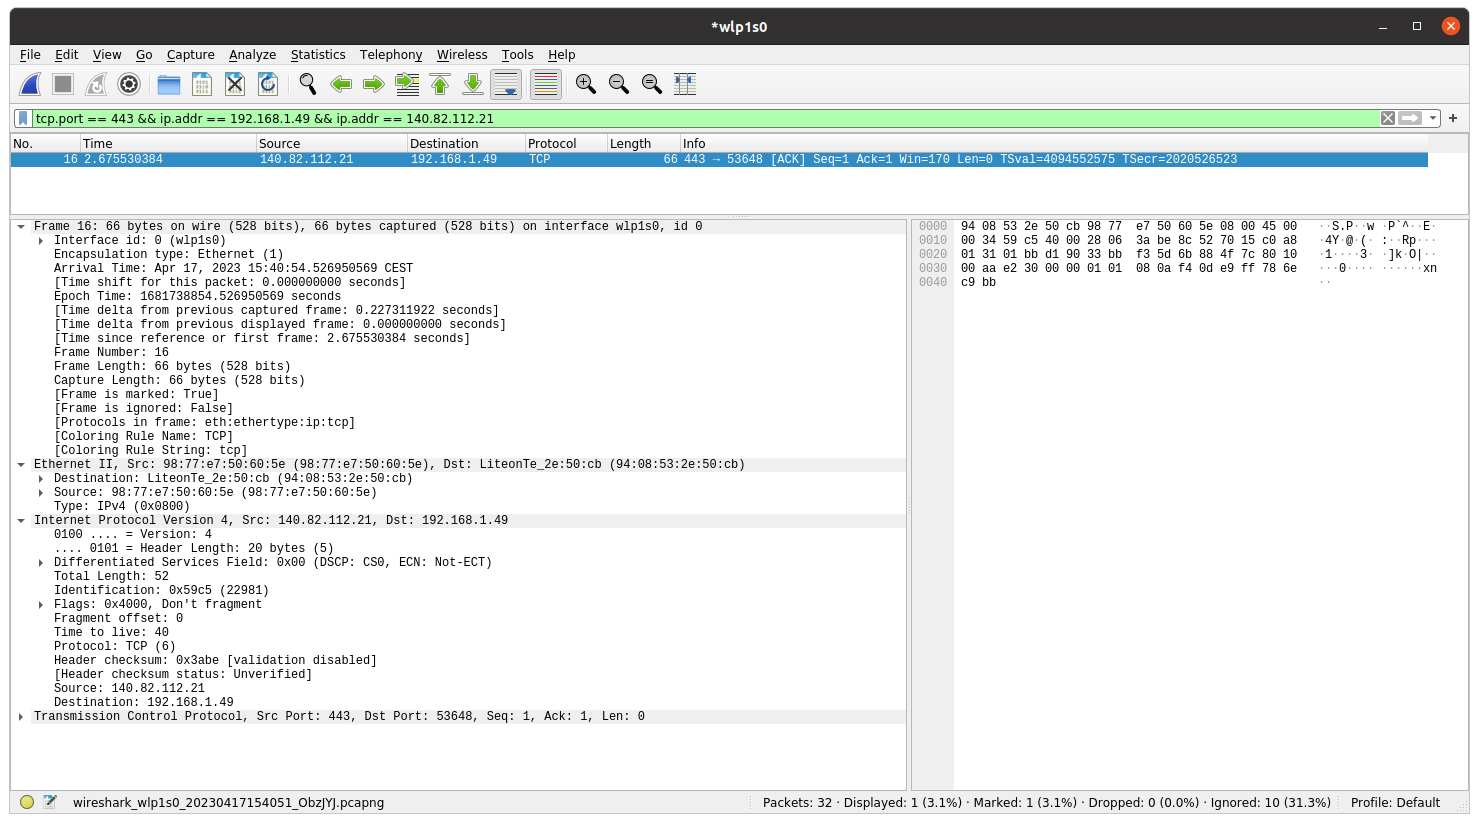 *wlp1s0
File Edit View Go Capture Analyze Statistics Telephony Wireless Tools Help
tcp.port == 443 && ip.addr == 192.168.1.49 && ip.addr == 140.82.112.21
No. Time Source Destination Protocol Length Info
16 2.675530384 140.82.112.21 192.168.1.49 TCP 66 443 → 53648 [ACK] Seq=1 Ack=1 Win=170 Len=0 TSval=4094552575 TSecr=2020526523
Frame 16: 66 bytes on wire (528 bits), 66 bytes captured (528 bits) on interface wlp1s0, id 0
Interface id: 0 (wlp1s0)
Encapsulation type: Ethernet (1)
Arrival Time: Apr 17, 2023 15:40:54.526950569 CEST
[Time shift for this packet: 0.000000000 seconds]
Epoch Time: 1681738854.526950569 seconds
[Time delta from previous captured frame: 0.227311922 seconds]
[Time delta from previous displayed frame: 0.000000000 seconds]
[Time since reference or first frame: 2.675530384 seconds]
Frame Number: 16
Frame Length: 66 bytes (528 bits)
Capture Length: 66 bytes (528 bits)
[Frame is marked: True]
[Frame is ignored: False]
[Protocols in frame: eth:ethertype:ip:tcp]
[Coloring Rule Name: TCP]
[Coloring Rule String: tcp]
Ethernet II, Src: 98:77:e7:50:60:5e (98:77:e7:50:60:5e), Dst: LiteonTe_2e:50:cb (94:08:53:2e:50:cb)
Destination: LiteonTe_2e:50:cb (94:08:53:2e:50:cb)
Source: 98:77:e7:50:60:5e (98:77:e7:50:60:5e)
Type: IPv4 (0x0800)
Internet Protocol Version 4, Src: 140.82.112.21, Dst: 192.168.1.49
0100 .... = Version: 4
.... 0101 = Header Length: 20 bytes (5)
Differentiated Services Field: 0x00 (DSCP: CS0, ECN: Not-ECT)
Total Length: 52
Identification: 0x59c5 (22981)
Flags: 0x4000, Don't fragment
Fragment offset: 0
Time to live: 40
Protocol: TCP (6)
Header checksum: 0x3abe [validation disabled]
[Header checksum status: Unverified]
Source: 140.82.112.21
Destination: 192.168.1.49
Transmission Control Protocol, Src Port: 443, Dst Port: 53648, Seq: 1, Ack: 1, Len: 0
0000 94 08 53 2e 50 cb 98 77 e7 50 60 5e 08 00 45 00 ··S.P··w ·P`^··E·
0010 00 34 59 c5 40 00 28 06 3a be 8c 52 70 15 c0 a8 ·4Y·@·(· :··Rp···
0020 01 31 01 bb d1 90 33 bb f3 5d 6b 88 4f 7c 80 10 ·1····3· ·]k·O|··
0030 00 aa e2 30 00 00 01 01 08 0a f4 0d e9 ff 78 6e ···0···· ······xn
0040 c9 bb ··
wireshark_wlp1s0_20230417154051_ObzJYJ.pcapng
Packets: 32 · Displayed: 1 (3.1%) · Marked: 1 (3.1%) · Dropped: 0 (0.0%) · Ignored: 10 (31.3%) Profile: Default